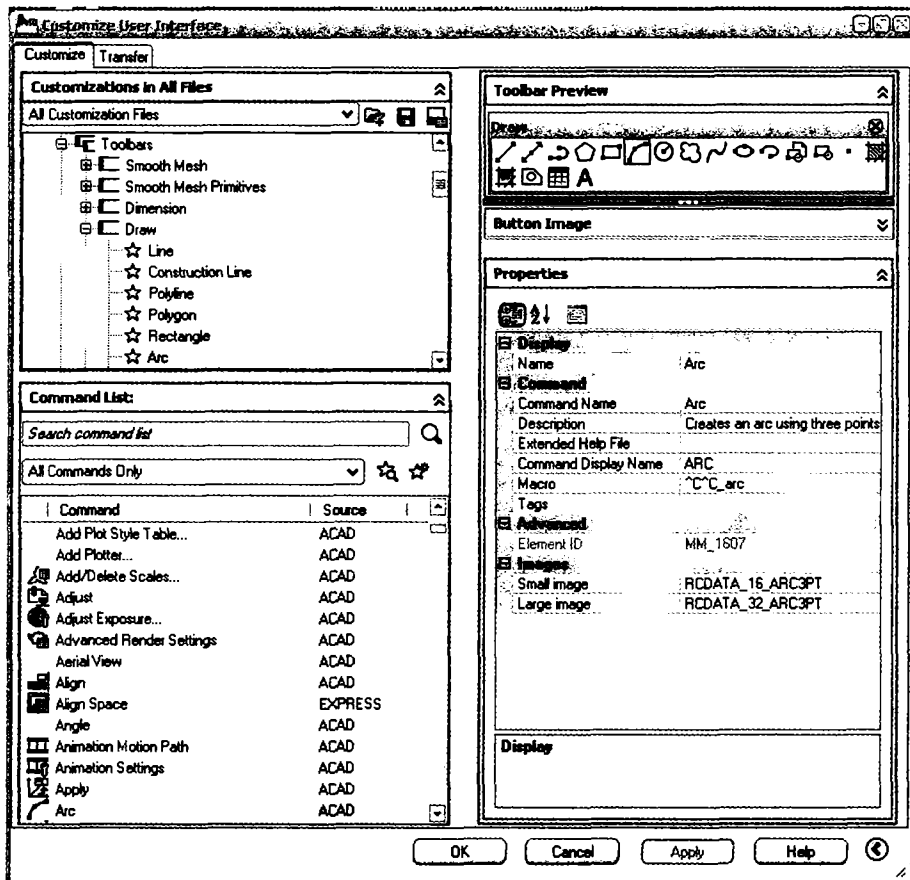 Customize User Interface
Customize
Transfer
Customizations in All Files
All Customization Files
Toolbars
Smooth Mesh
Smooth Mesh Primitives
Dimension
Draw
Line
Construction Line
Polyline
Polygon
Rectangle
Arc
Command List:
Search command list
All Commands Only
Command Source
Add Plot Style Table... ACAD
Add Plotter... ACAD
Add/Delete Scales... ACAD
Adjust ACAD
Adjust Exposure... ACAD
Advanced Render Settings ACAD
Aerial View ACAD
Align ACAD
Align Space EXPRESS
Angle ACAD
Animation Motion Path ACAD
Animation Settings ACAD
Apply ACAD
Arc ACAD
Toolbar Preview
Draw
A
Button Image
Properties
Display
Name Arc
Command
Command Name Arc
Description Creates an arc using three points
Extended Help File
Command Display Name ARC
Macro ^C^C_arc
Tags
Advanced
Element ID MM_1607
Images
Small image RCDATA_16_ARC3PT
Large image RCDATA_32_ARC3PT
Display
OK
Cancel
Apply
Help